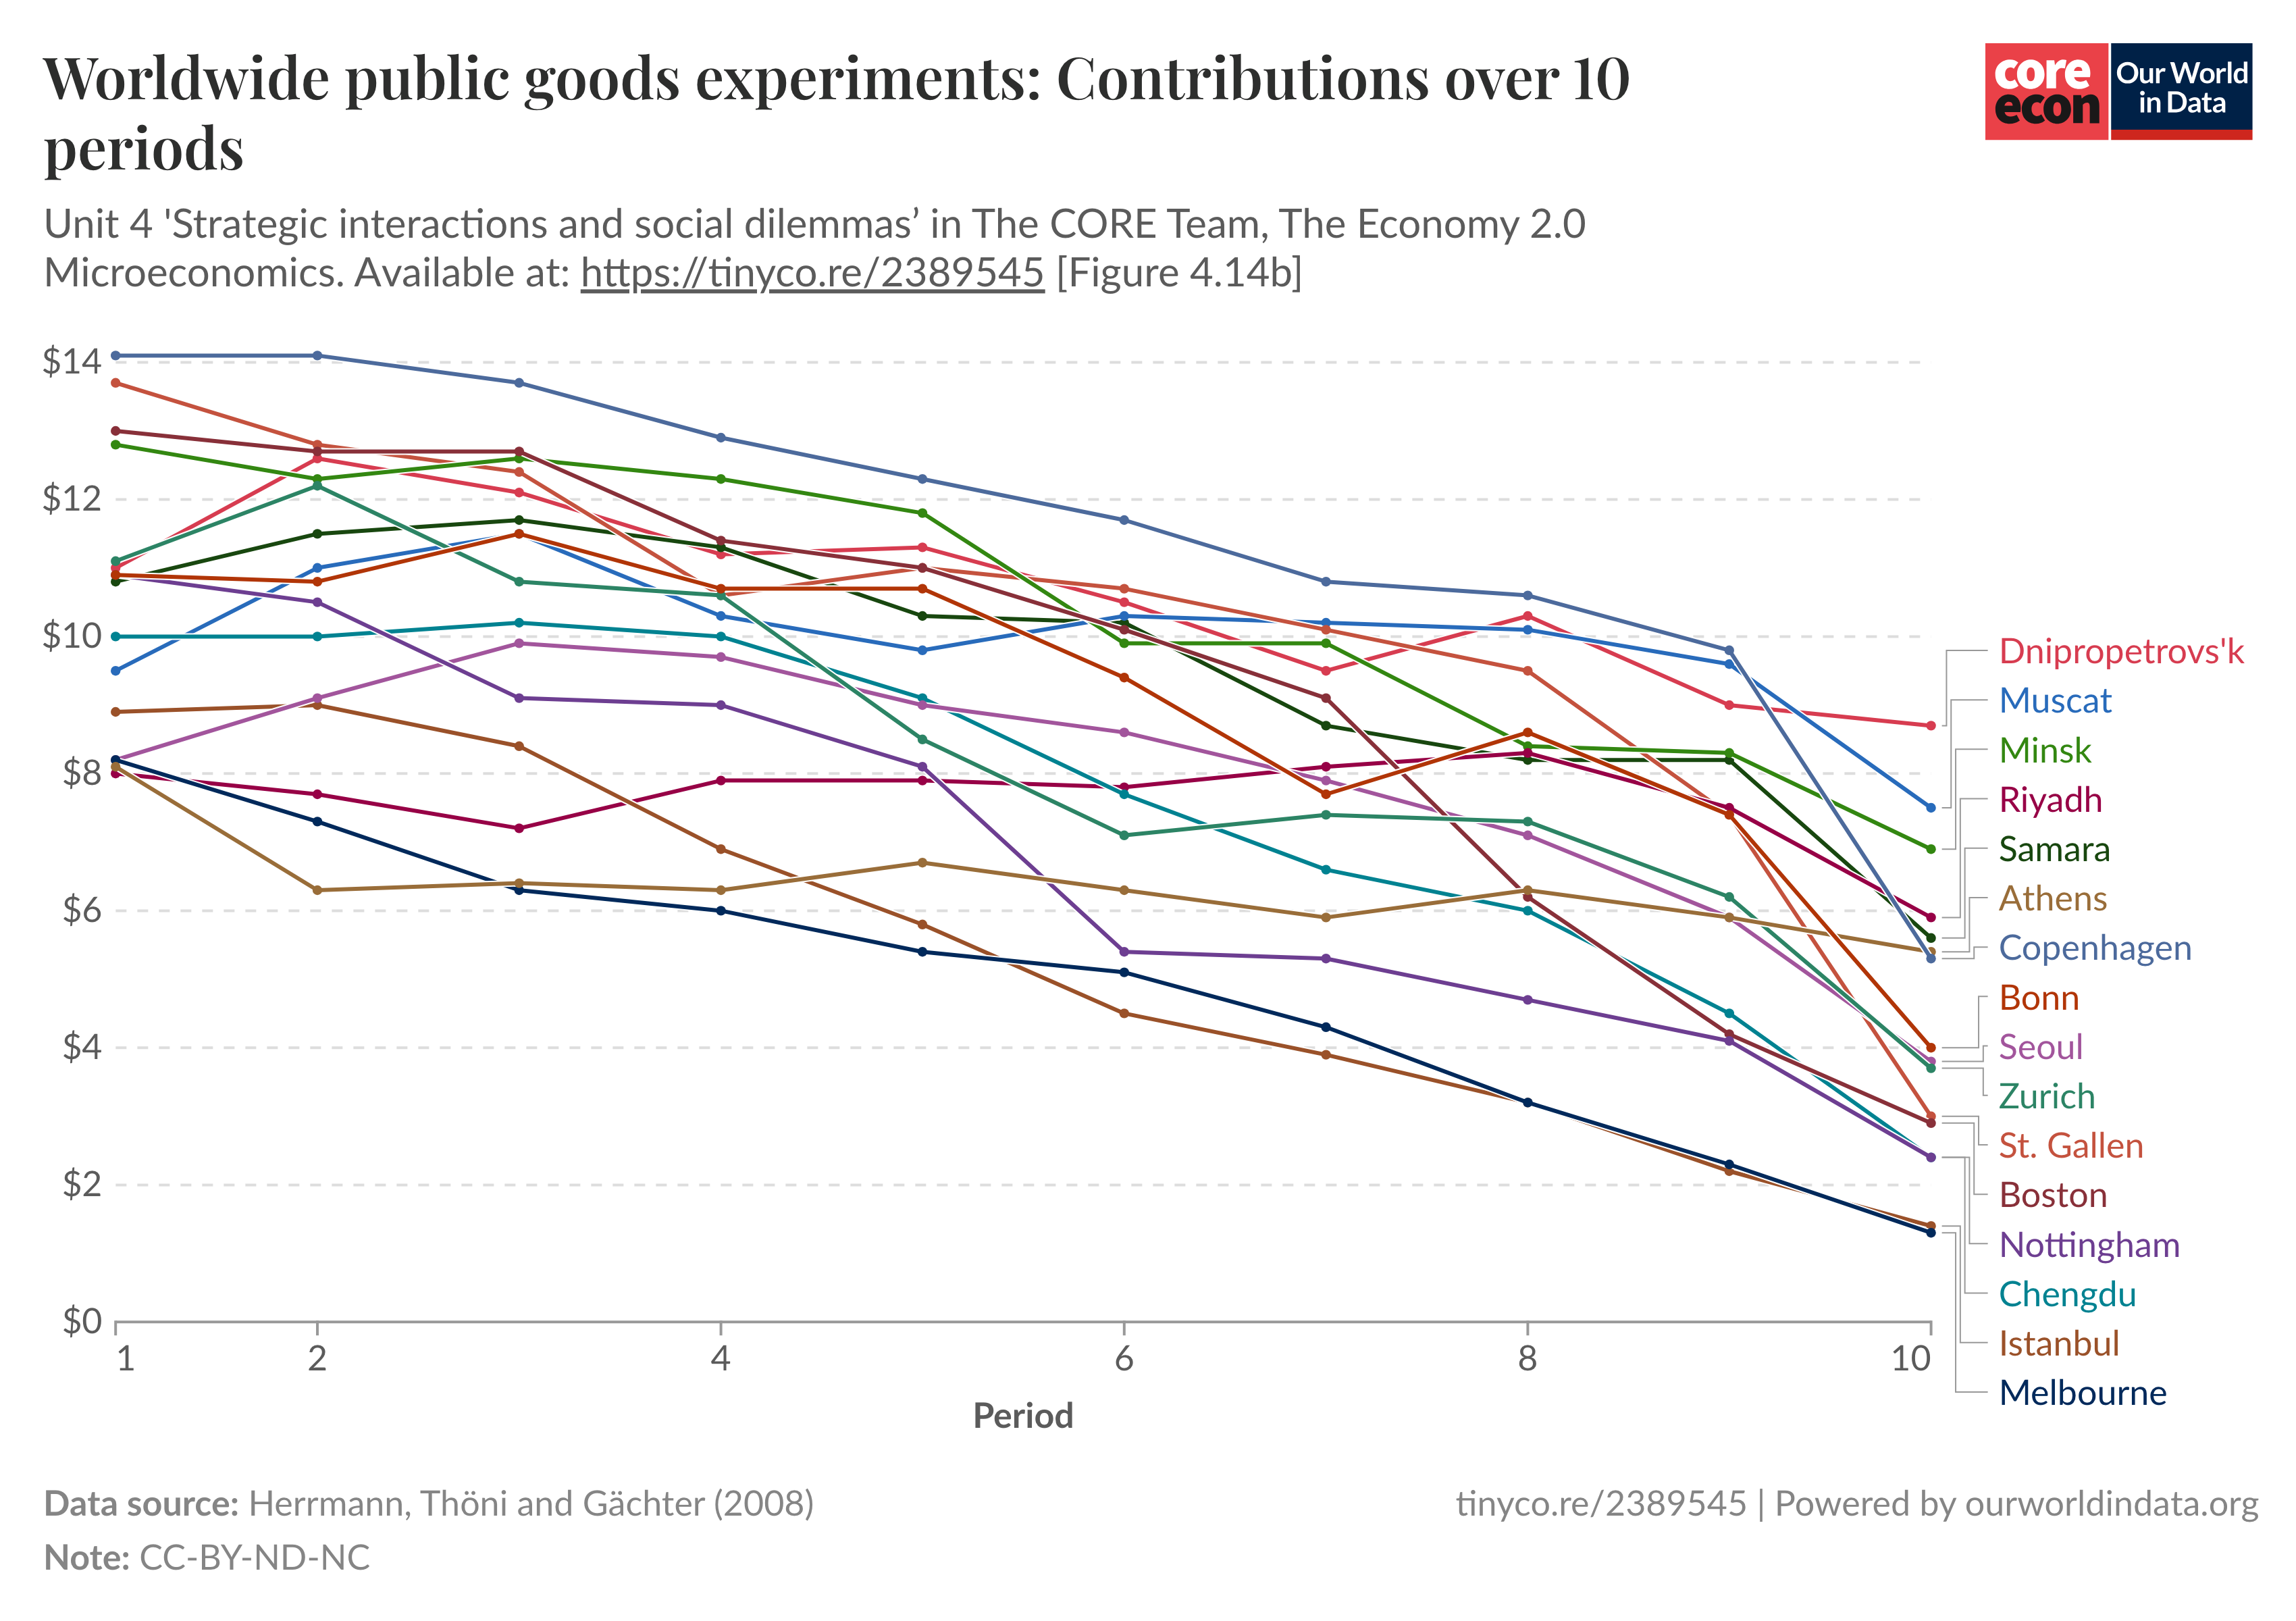 Worldwide public goods experiments: Contributions over 10
periods
core
econ
Our World
in Data
Unit 4 'Strategic interactions and social dilemmas’ in The CORE Team, The Economy 2.0
Microeconomics. Available at: https://tinyco.re/2389545 [Figure 4.14b]
$14
$12
$10
$8
$6
$4
$2
$0
1
2
4
6
8
10
Period
Dnipropetrovs'k
Muscat
Minsk
Riyadh
Samara
Athens
Copenhagen
Bonn
Seoul
Zurich
St. Gallen
Boston
Nottingham
Chengdu
Istanbul
Melbourne
Data source: Herrmann, Thöni and Gächter (2008)
tinyco.re/2389545 | Powered by ourworldindata.org
Note: CC-BY-ND-NC